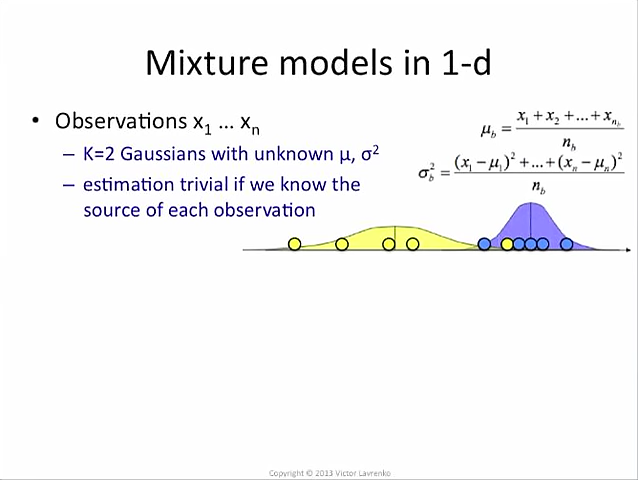 Mixture models in 1-d
• Observations x₁ ... xₙ
– K=2 Gaussians with unknown μ, σ²
– estimation trivial if we know the
source of each observation
μ_b = (x₁ + x₂ + ... + x_{n_b}) / n_b
σ_b² = ((x₁ − μ₁)² + ... + (xₙ − μₙ)²) / n_b
Copyright © 2013 Victor Lavrenko